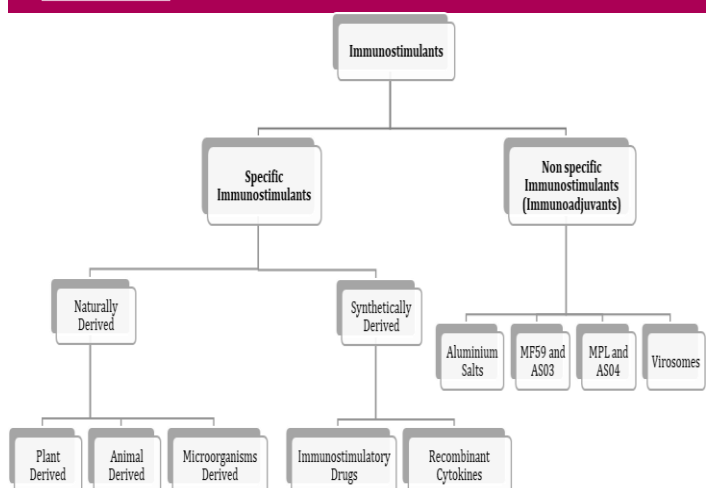 Immunostimulants
Specific
Immunostimulants
Non specific
Immunostimulants
(Immunoadjuvants)
Naturally
Derived
Synthetically
Derived
Aluminium
Salts
MF59 and
AS03
MPL and
AS04
Virosomes
Plant
Derived
Animal
Derived
Microorganisms
Derived
Immunostimulatory
Drugs
Recombinant
Cytokines